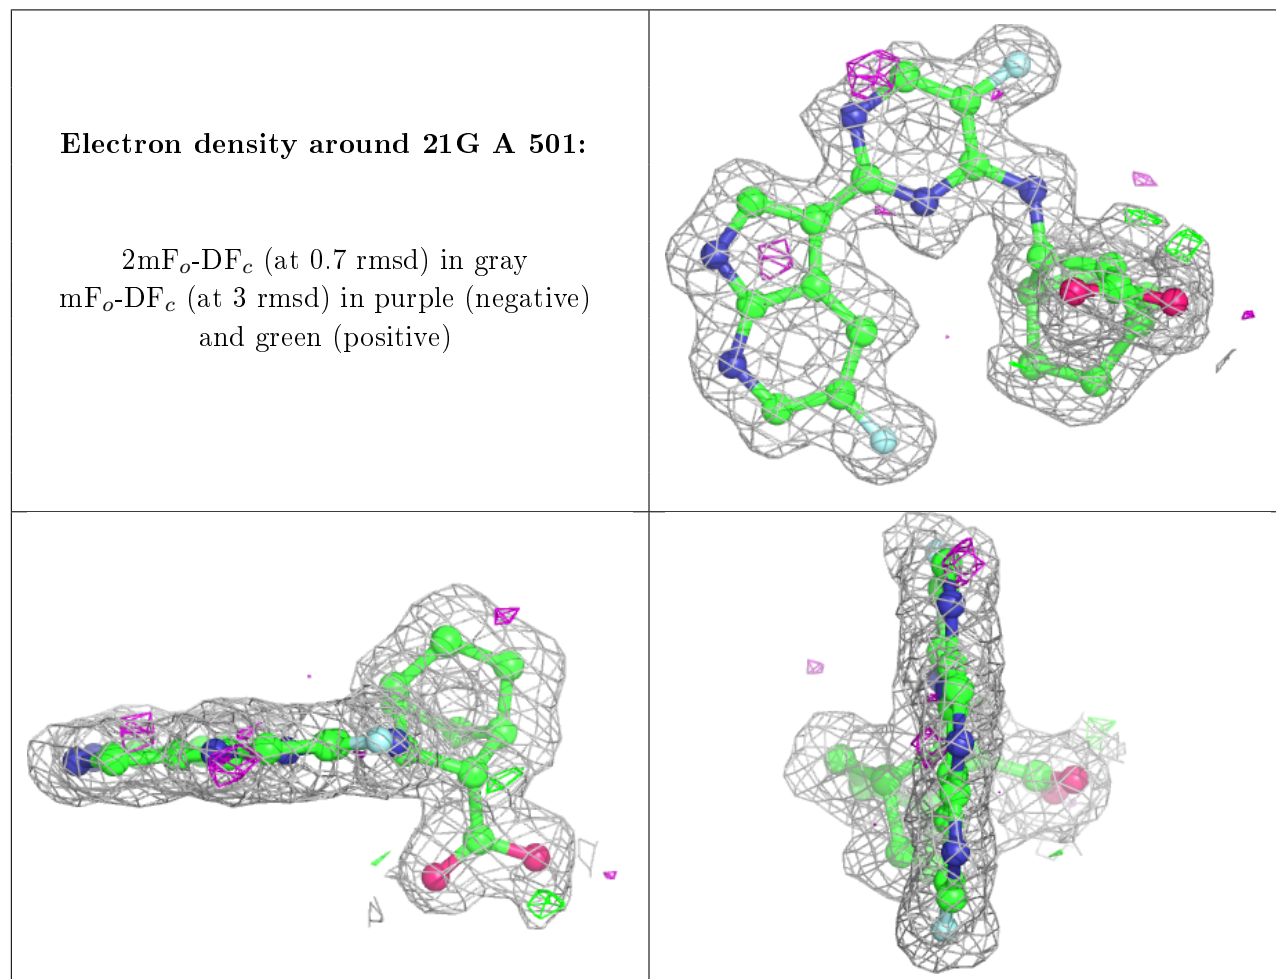 Electron density around 21G A 501:
2mFo-DFc (at 0.7 rmsd) in gray
mFo-DFc (at 3 rmsd) in purple (negative)
and green (positive)